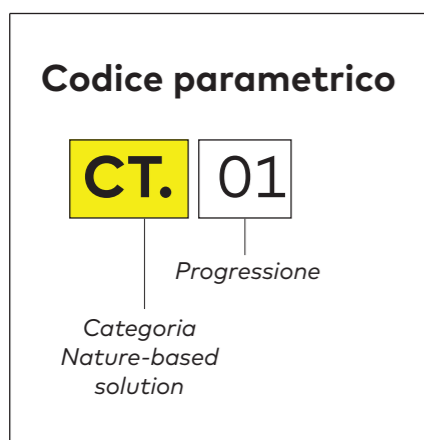 Codice parametrico
CT. 01
Progressione
Categoria
Nature-based
solution